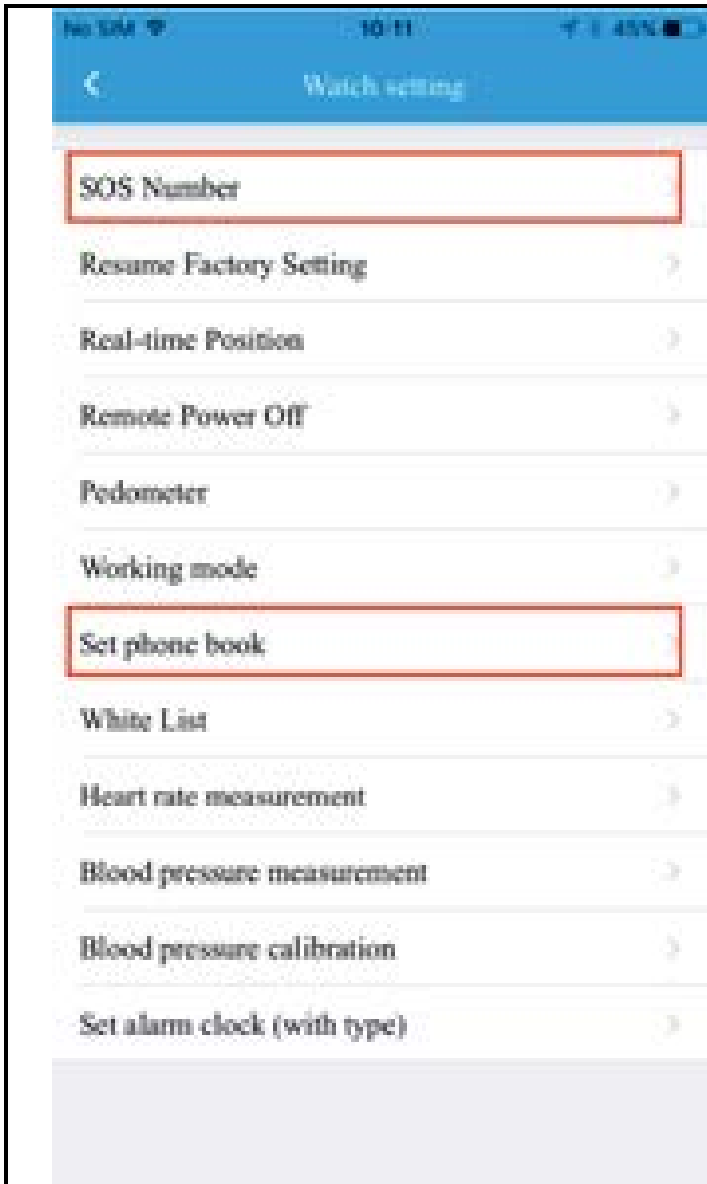 No SIM 10:11 45%
Watch setting
SOS Number
Resume Factory Setting
Real-time Position
Remote Power Off
Pedometer
Working mode
Set phone book
White List
Heart rate measurement
Blood pressure measurement
Blood pressure calibration
Set alarm clock (with type)